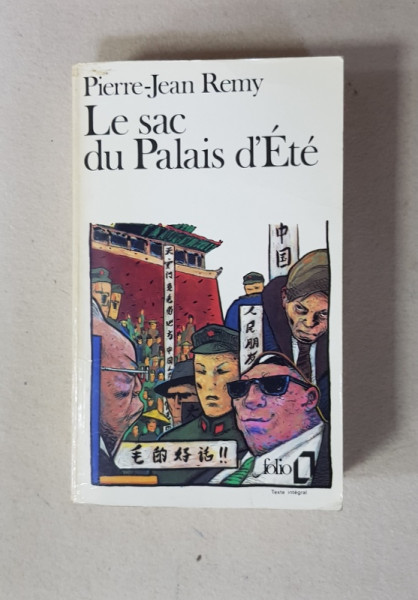 Pierre-Jean Remy
Le sac
du Palais d'Été
中国
人民朋友
毛的好话!!
folio
Texte intégral